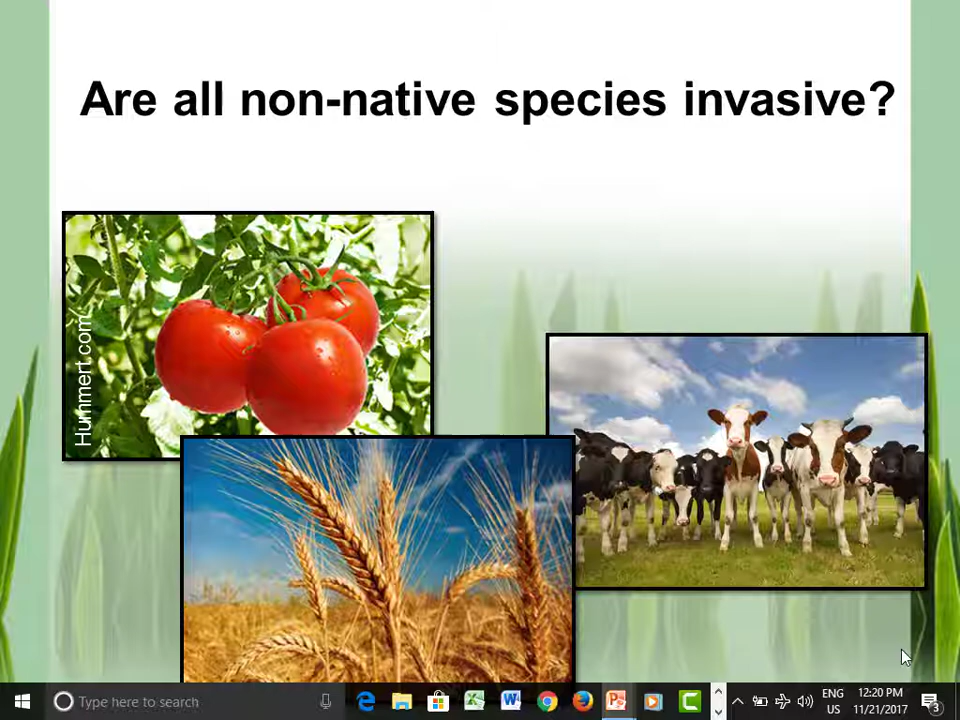 Are all non-native species invasive?
Hummert.com
Type here to search
ENG
US
12:20 PM
11/21/2017
3